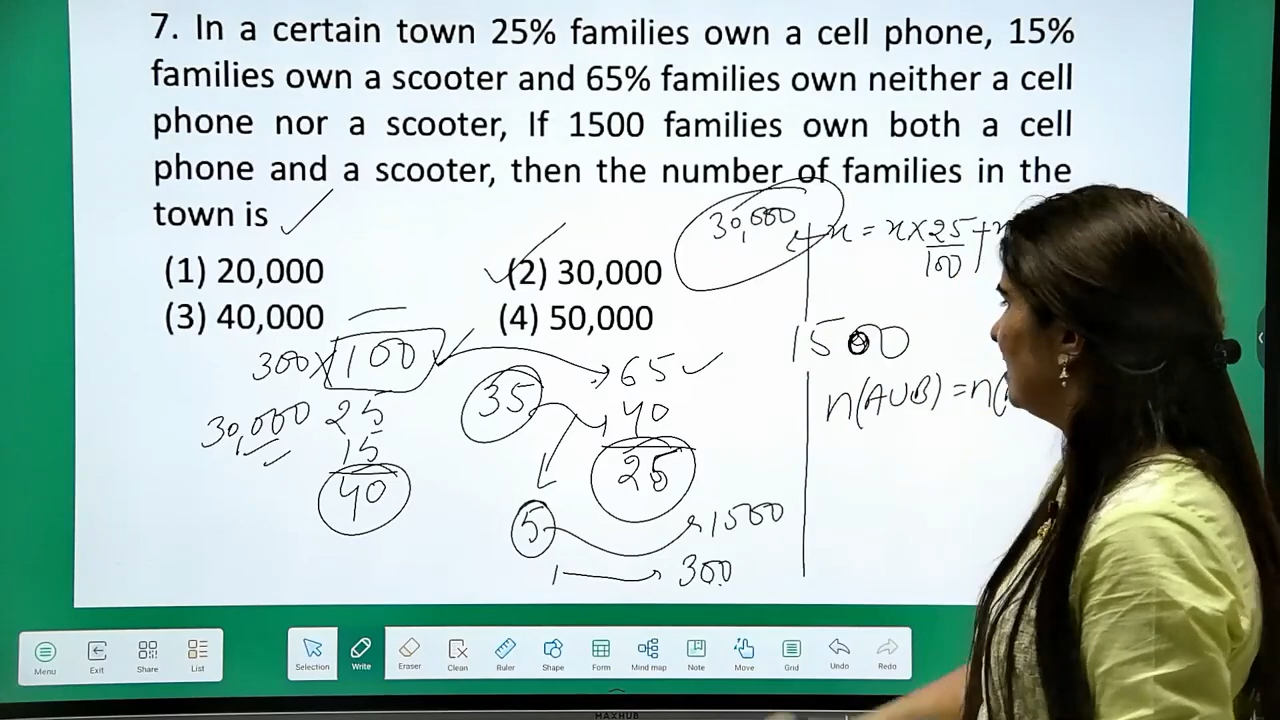 7. In a certain town 25% families own a cell phone, 15%
families own a scooter and 65% families own neither a cell
phone nor a scooter, If 1500 families own both a cell
phone and a scooter, then the number of families in the
town is
(1) 20,000 (2) 30,000
(3) 40,000 (4) 50,000
30,000
x = x × 25/100 +
1500
n(AUB) = n(
300 × 100
30,000
25
15
40
35
65
40
25
5
1500
1
300
Menu Exit Share List Selection Write Eraser Clean Ruler Shape Form Mind map Note Move Grid Undo Redo
MAXHUB